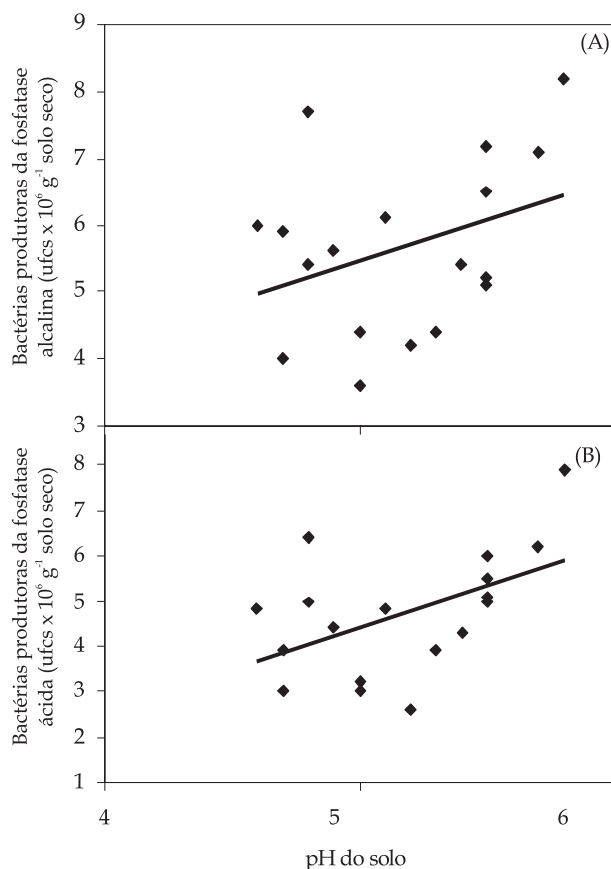 (A)
Bactérias produtoras da fosfatase
alcalina (ufcs x 10⁶ g⁻¹ solo seco)
9
8
7
6
5
4
3
(B)
Bactérias produtoras da fosfatase
ácida (ufcs x 10⁶ g⁻¹ solo seco)
8
7
6
5
4
3
2
1
4
5
6
pH do solo